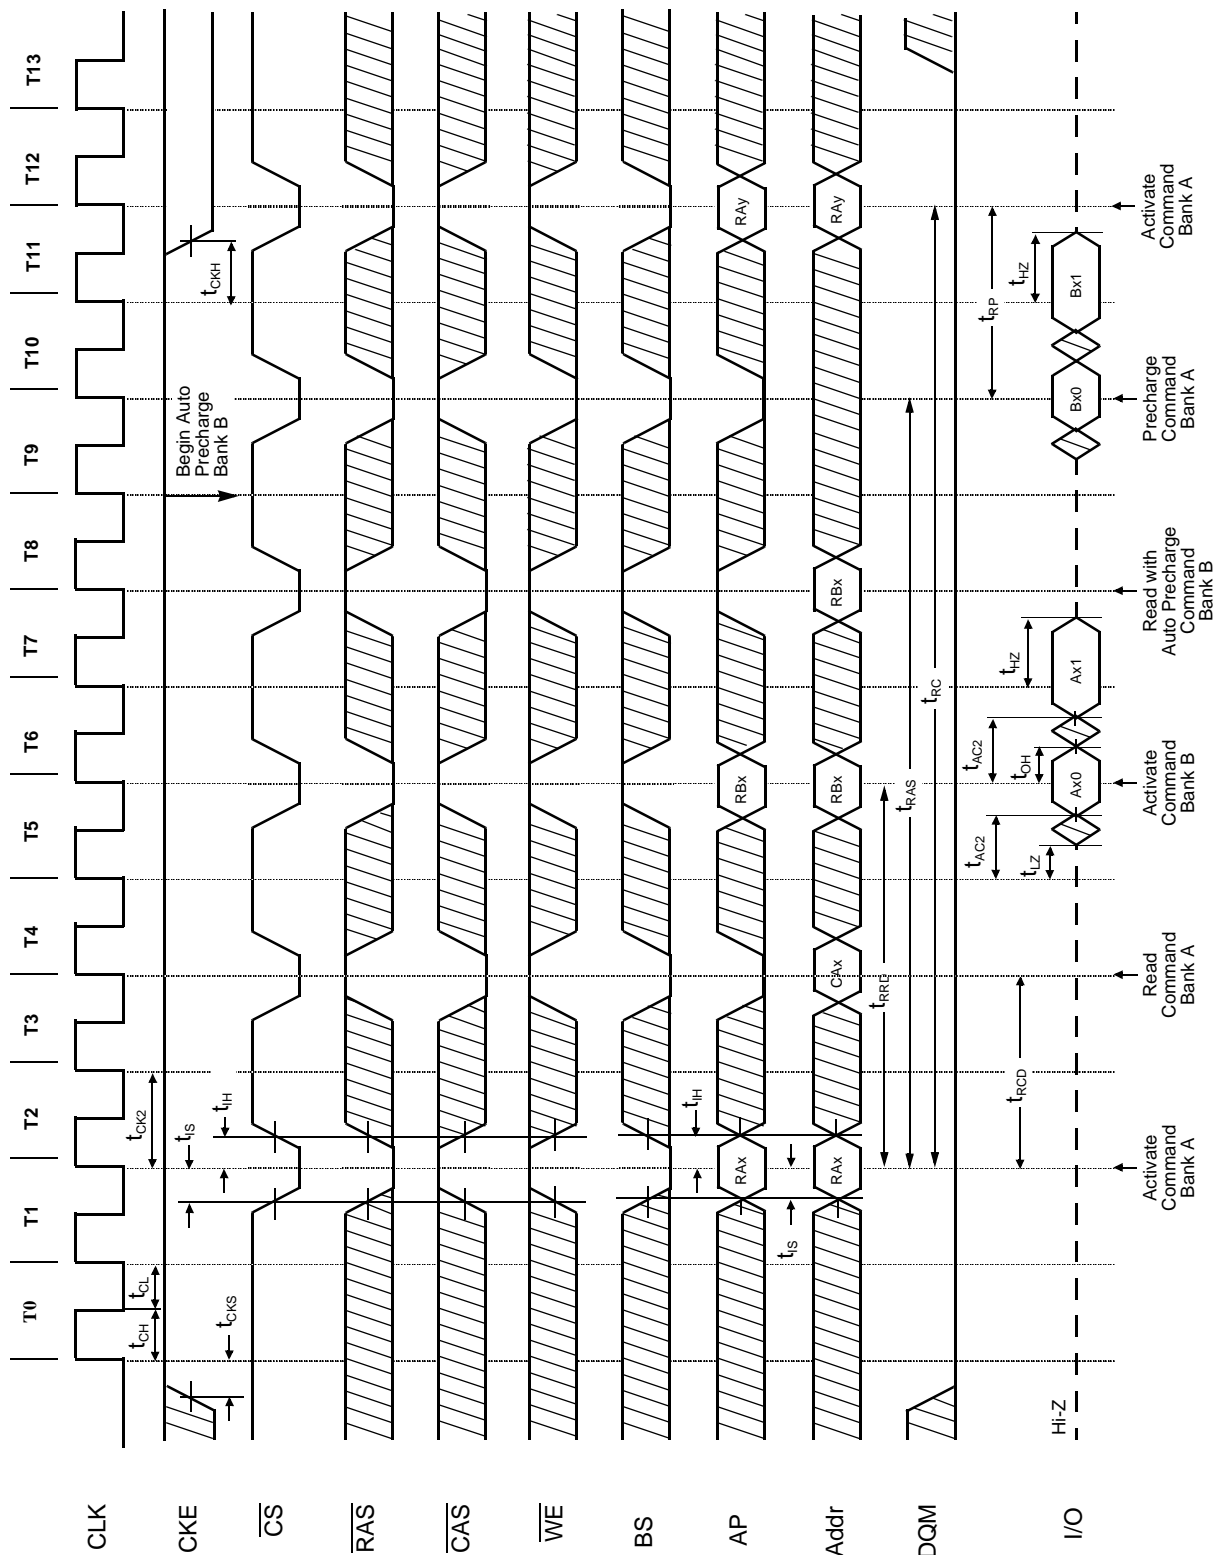 T0 T1 T2 T3 T4 T5 T6 T7 T8 T9 T10 T11 T12 T13
CLK
tCH tCL tCK2
CKE
tCKS tIS tIH tCKH
Begin Auto
Precharge
Bank B
CS
RAS
CAS
WE
BS
tIH
AP
RAx RBx RAy
tIS
Addr
RAx CAx RBx RBx RAy
tRRD
tRAS
tRC
DQM
tRP
tRCD
tLZ tAC2 tOH tAC2 tHZ tHZ
I/O
Hi-Z
Ax0 Ax1 Bx0 Bx1
Activate
Command
Bank A
Read
Command
Bank A
Activate
Command
Bank B
Read with
Auto Precharge
Command
Bank B
Precharge
Command
Bank A
Activate
Command
Bank A